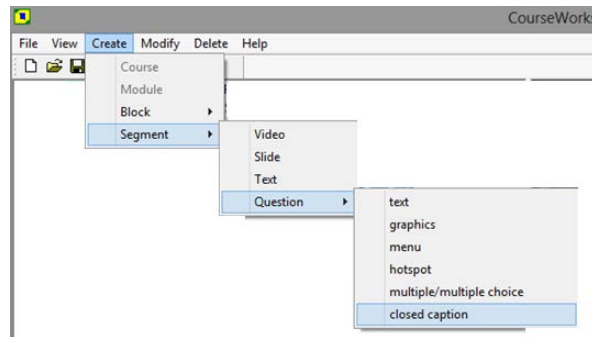 CourseWorks
File View Create Modify Delete Help
Course
Module
Block
Segment
Video
Slide
Text
Question
text
graphics
menu
hotspot
multiple/multiple choice
closed caption